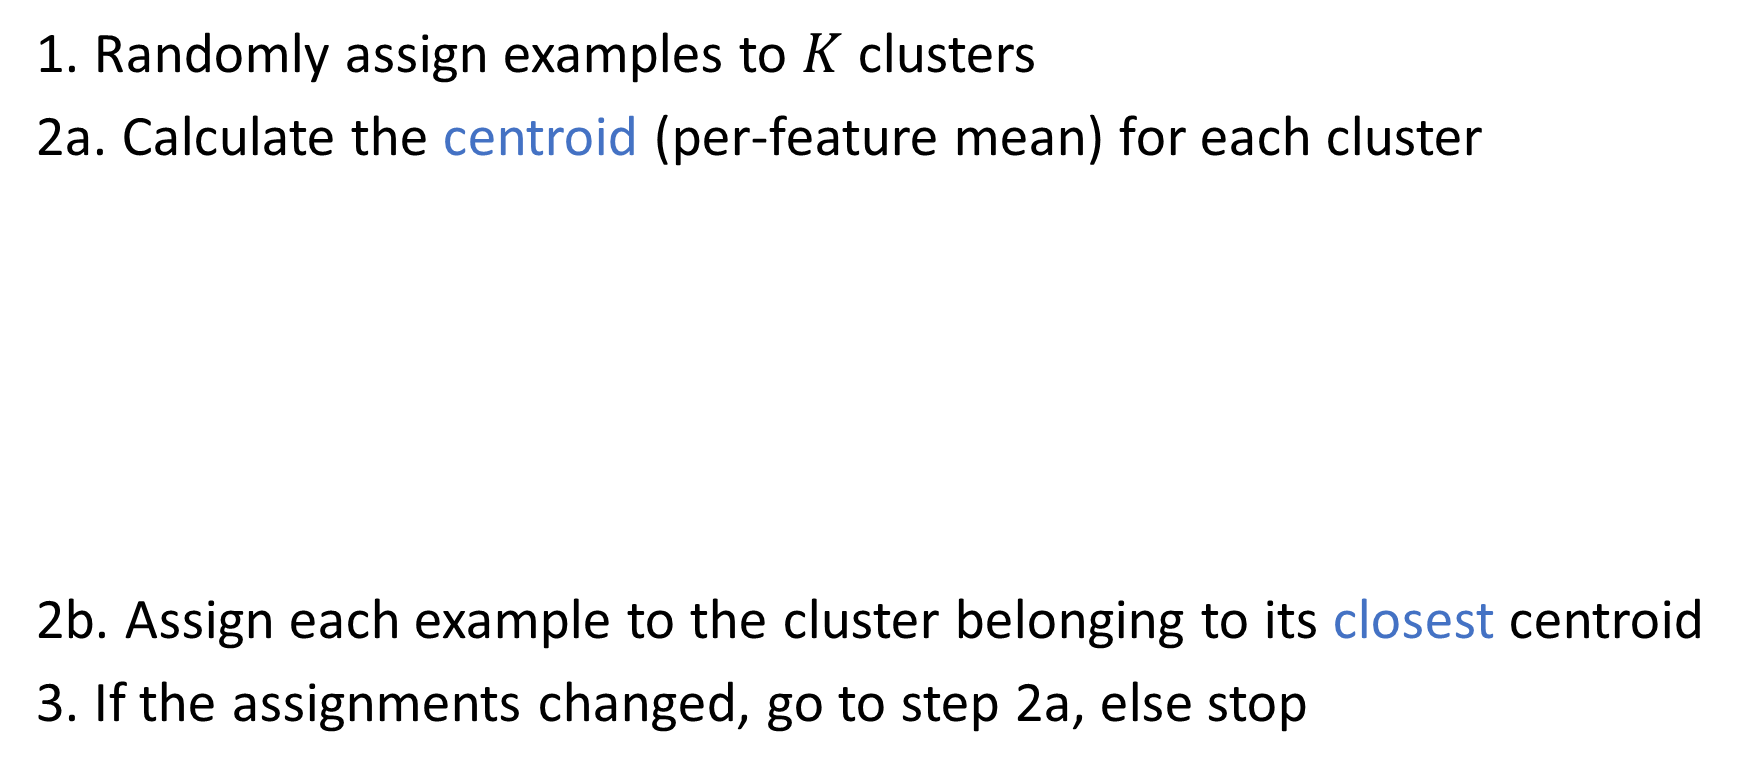 1. Randomly assign examples to K clusters
2a. Calculate the centroid (per-feature mean) for each cluster
2b. Assign each example to the cluster belonging to its closest centroid
3. If the assignments changed, go to step 2a, else stop